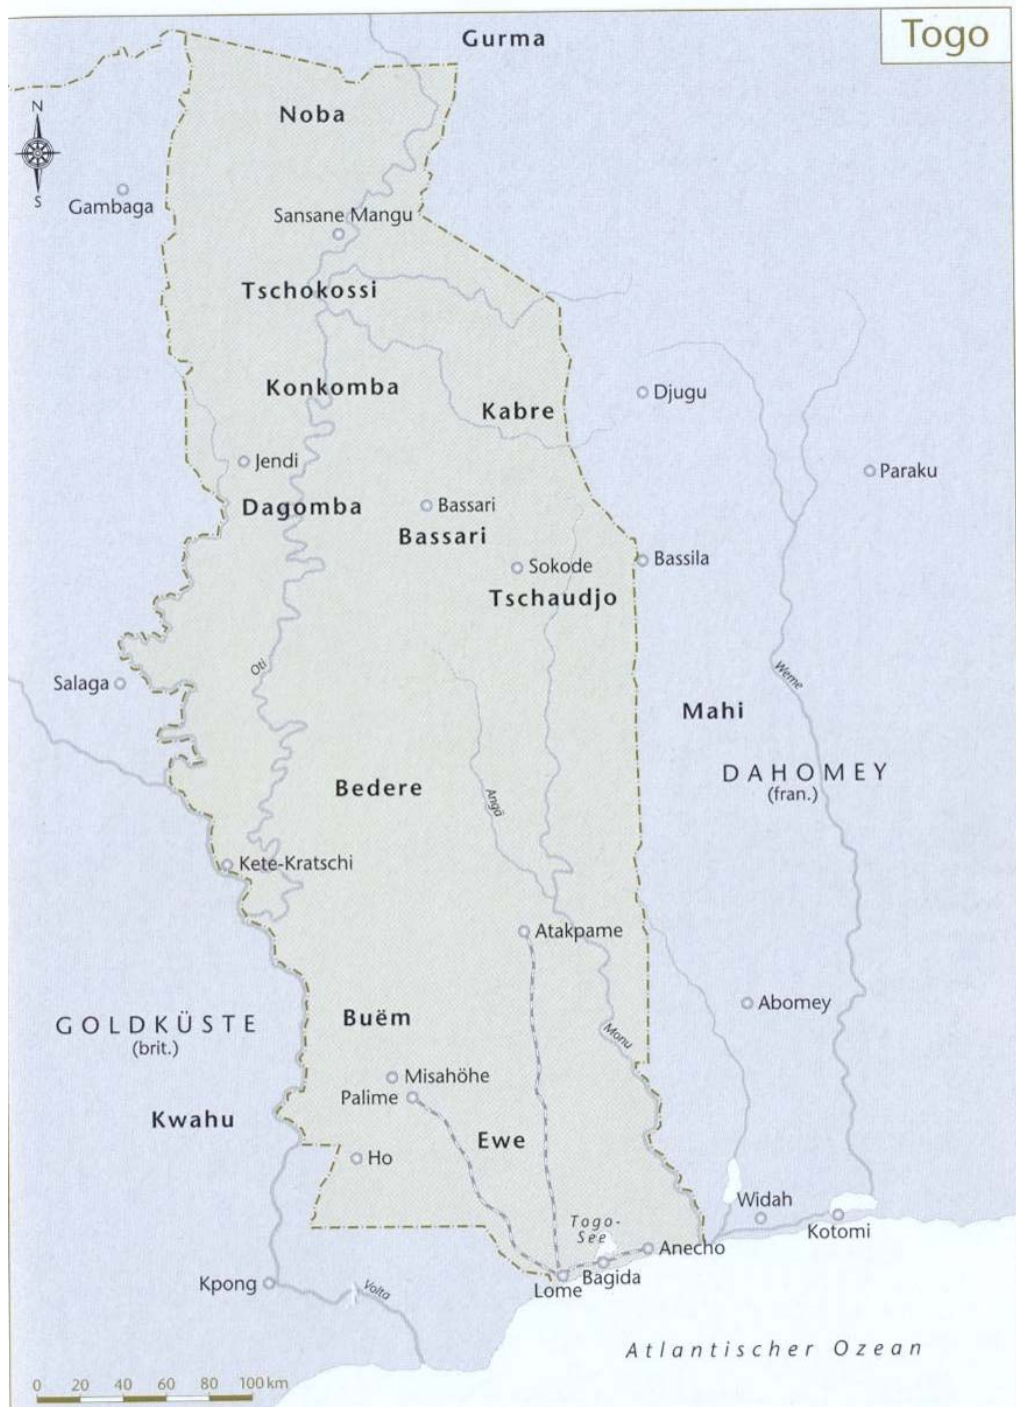 Togo
Gurma
Noba
N
S
Gambaga
Sansane Mangu
Tschokossi
Konkomba
Kabre
Djugu
Jendi
Paraku
Dagomba
Bassari
Bassari
Sokode
Bassila
Tschaudjo
Oti
Salaga
Werne
Mahi
DAHOMEY
(fran.)
Bedere
Angä
Kete-Kratschi
Atakpame
Abomey
GOLDKÜSTE
(brit.)
Buëm
Monu
Misahöhe
Palime
Kwahu
Ewe
Ho
Widah
Kotomi
Togo-
See
Anecho
Bagida
Lome
Kpong
Volta
Atlantischer Ozean
0 20 40 60 80 100 km